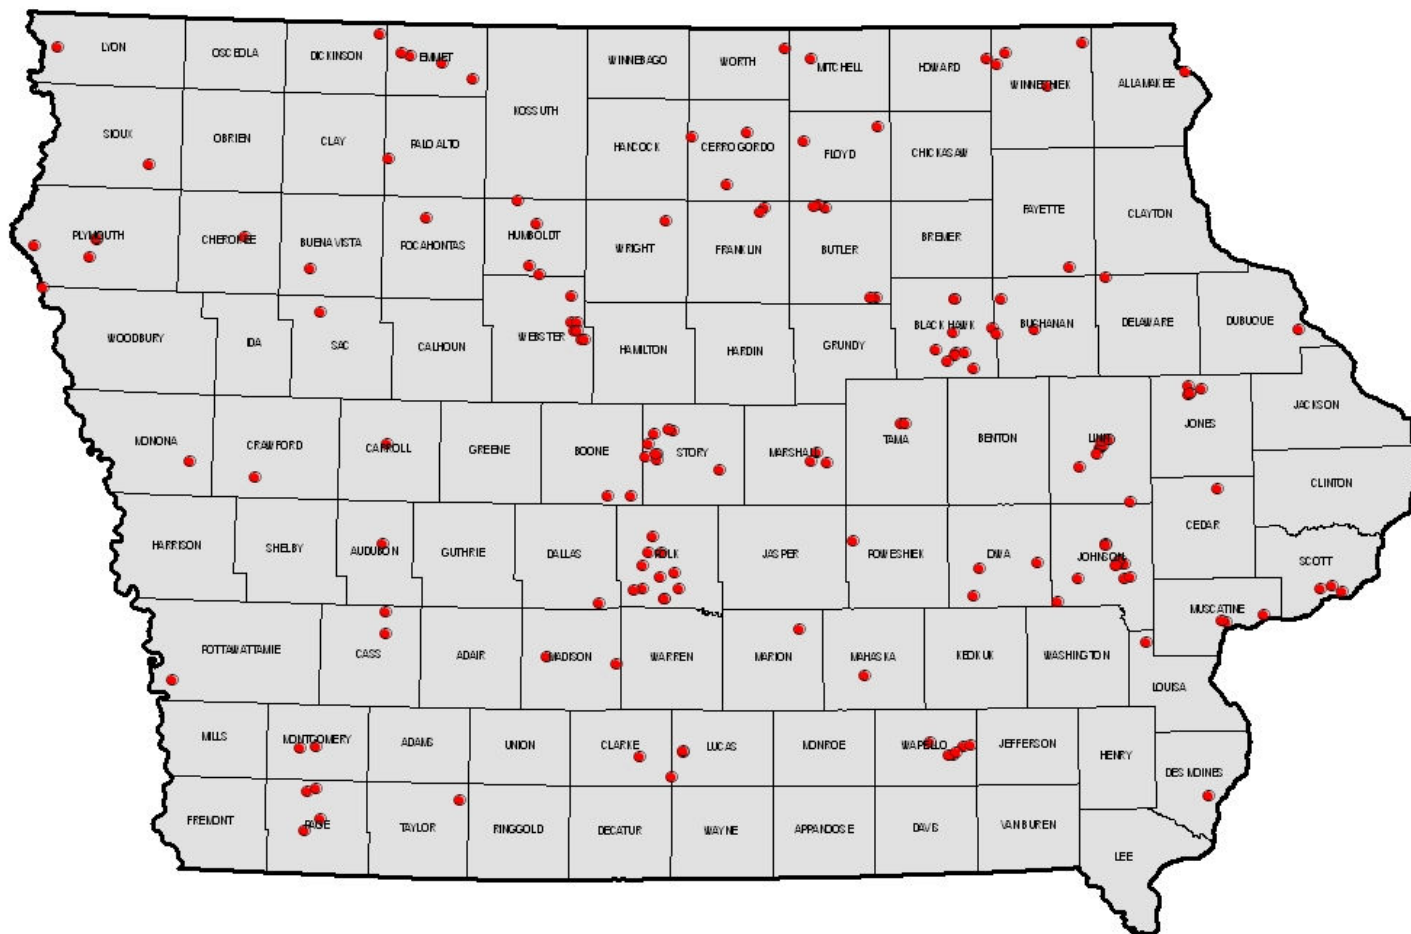 LYON
OSCEOLA
DICKINSON
EMMET
WINNEBAGO
WORTH
MITCHELL
HOWARD
WINNESHIEK
ALLAMAKEE
KOSSUTH
SIOUX
OBRIEN
CLAY
PALO ALTO
HANCOCK
CERRO GORDO
FLOYD
CHICKASAW
FAYETTE
CLAYTON
PLYMOUTH
CHEROKEE
BUENA VISTA
POCAHONTAS
HUMBOLDT
WRIGHT
FRANKLIN
BUTLER
BREMER
WOODBURY
IDA
SAC
CALHOUN
WEBSTER
HAMILTON
HARDIN
GRUNDY
BLACK HAWK
BUCHANAN
DELAWARE
DUBUQUE
MONONA
CRAWFORD
CARROLL
GREENE
BOONE
STORY
MARSHALL
TAMA
BENTON
LINN
JONES
JACKSON
CLINTON
HARRISON
SHELBY
AUDUBON
GUTHRIE
DALLAS
POLK
JASPER
POWESHIEK
IOWA
JOHNSON
CEDAR
SCOTT
MUSCATINE
POTTAWATTAMIE
CASS
ADAIR
MADISON
WARREN
MARION
MAHASKA
KEOKUK
WASHINGTON
LOUISA
MILLS
MONTGOMERY
ADAMS
UNION
CLARKE
LUCAS
MONROE
WAPELLO
JEFFERSON
HENRY
DES MOINES
FREMONT
PAGE
TAYLOR
RINGGOLD
DECATUR
WAYNE
APPANOOSE
DAVIS
VAN BUREN
LEE